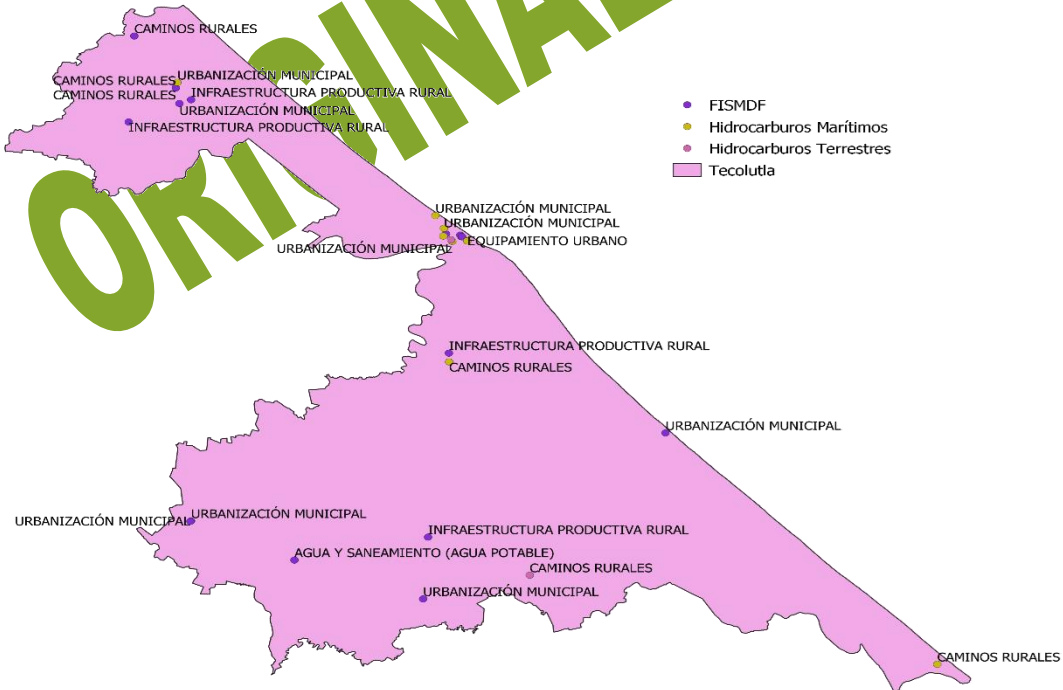 ORIGINAL
CAMINOS RURALES
CAMINOS RURALES
URBANIZACIÓN MUNICIPAL
CAMINOS RURALES
INFRAESTRUCTURA PRODUCTIVA RURAL
URBANIZACIÓN MUNICIPAL
INFRAESTRUCTURA PRODUCTIVA RURAL
FISMDF
Hidrocarburos Marítimos
Hidrocarburos Terrestres
Tecolutla
URBANIZACIÓN MUNICIPAL
URBANIZACIÓN MUNICIPAL
EQUIPAMIENTO URBANO
URBANIZACIÓN MUNICIPAL
INFRAESTRUCTURA PRODUCTIVA RURAL
CAMINOS RURALES
URBANIZACIÓN MUNICIPAL
URBANIZACIÓN MUNICIPAL
URBANIZACIÓN MUNICIPAL
INFRAESTRUCTURA PRODUCTIVA RURAL
AGUA Y SANEAMIENTO (AGUA POTABLE)
CAMINOS RURALES
URBANIZACIÓN MUNICIPAL
CAMINOS RURALES